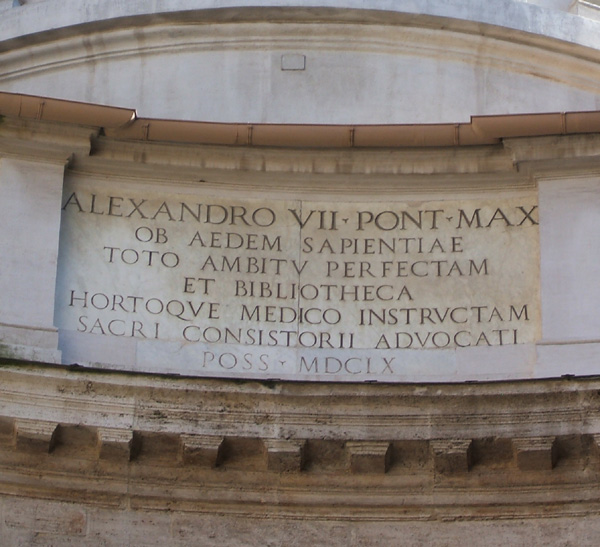 ALEXANDRO VII · PONT · MAX
OB AEDEM SAPIENTIAE
TOTO AMBITV PERFECTAM
ET BIBLIOTHECA
HORTOQVE MEDICO INSTRVCTAM
SACRI CONSISTORII ADVOCATI
POSS · MDCLX